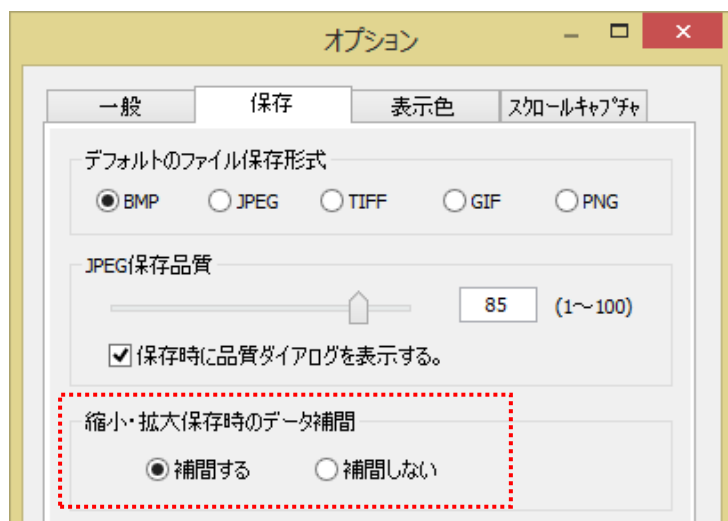 オプション
一般 保存 表示色 スクロールキャプチャ
デフォルトのファイル保存形式
BMP JPEG TIFF GIF PNG
JPEG保存品質
85 (1～100)
保存時に品質ダイアログを表示する。
縮小・拡大保存時のデータ補間
補間する 補間しない